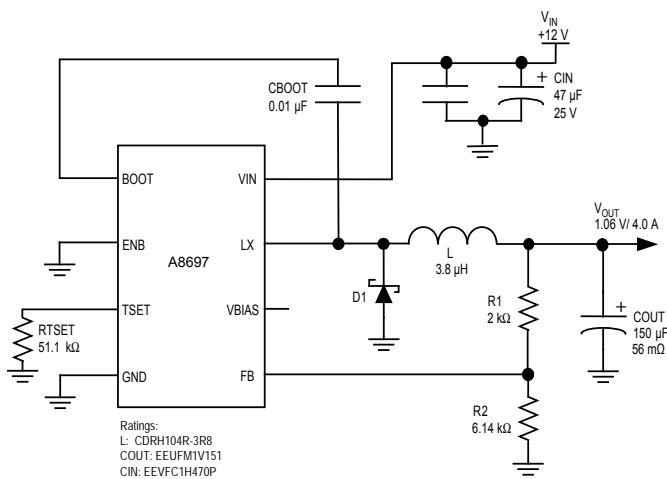 VIN
+12 V
CBOOT
0.01 µF
+
CIN
47 µF
25 V
BOOT
VIN
ENB
LX
A8697
TSET
VBIAS
GND
FB
RTSET
51.1 kΩ
D1
L
3.8 µH
VOUT
1.06 V/ 4.0 A
R1
2 kΩ
+
COUT
150 µF
56 mΩ
R2
6.14 kΩ
Ratings:
L: CDRH104R-3R8
COUT: EEUFM1V151
CIN: EEVFC1H470P